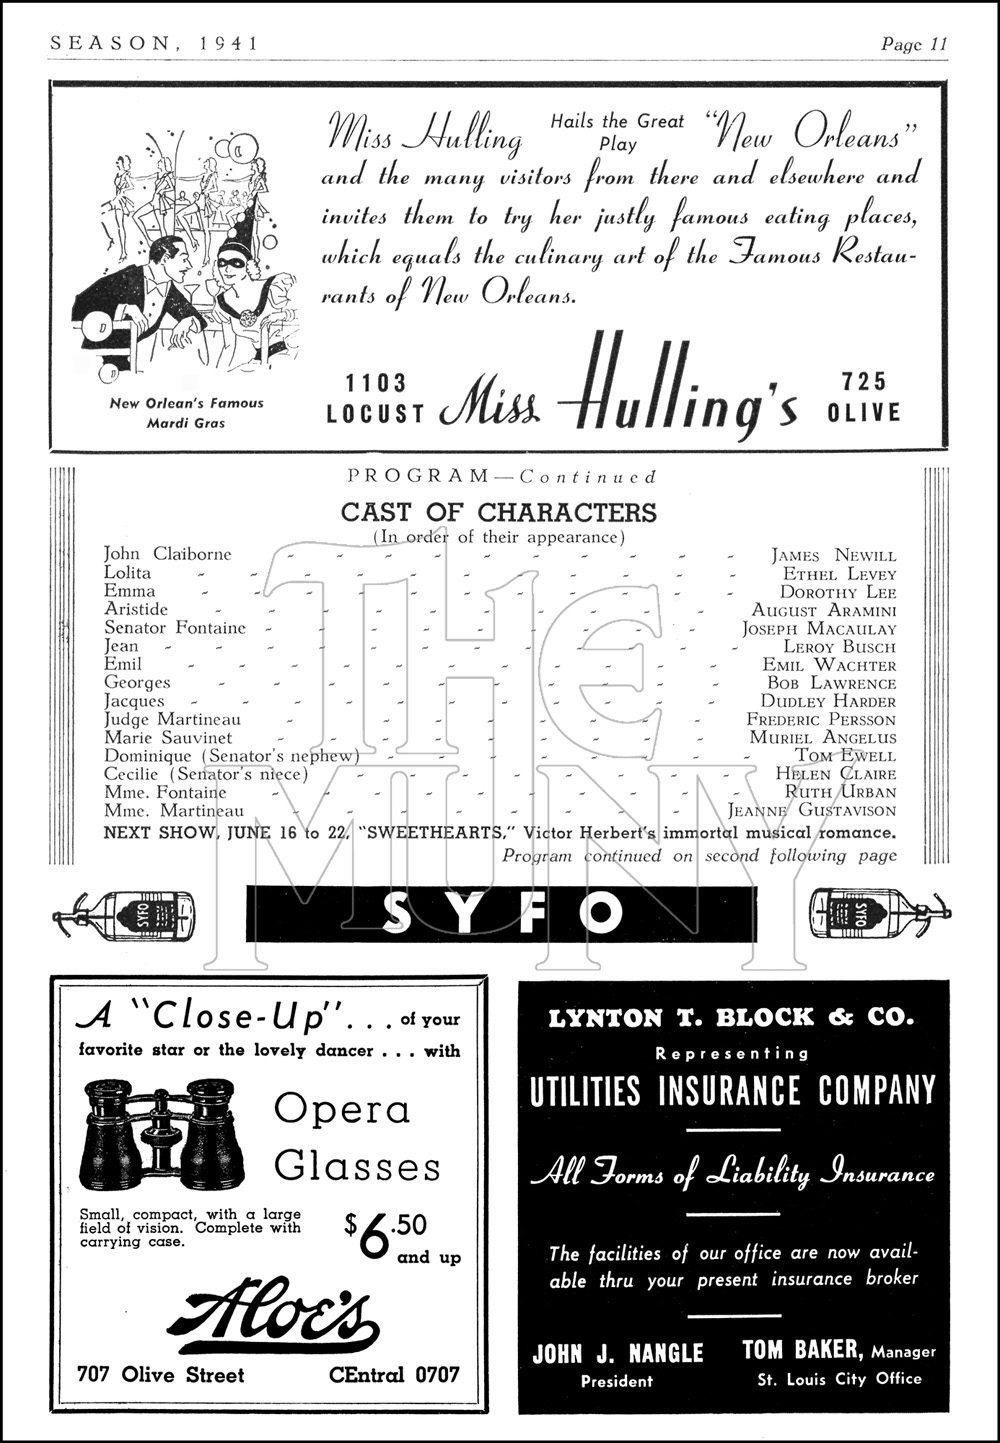 SEASON, 1941
Page 11
Miss Hulling Hails the Great Play "New Orleans"
and the many visitors from there and elsewhere and
invites them to try her justly famous eating places,
which equals the culinary art of the Famous Restau-
rants of New Orleans.
New Orlean's Famous
Mardi Gras
1103
LOCUST
Miss Hulling's
725
OLIVE
PROGRAM—Continued
CAST OF CHARACTERS
(In order of their appearance)
John Claiborne - - - - - - - - - - - - JAMES NEWILL
Lolita - - - - - - - - - - - ETHEL LEVEY
Emma - - - - - - - - - - - DOROTHY LEE
Aristide - - - - - - - - - - - AUGUST ARAMINI
Senator Fontaine - - - - - - - - - - - JOSEPH MACAULAY
Jean - - - - - - - - - - - - - - - LEROY BUSCH
Emil - - - - - - - - - - - EMIL WACHTER
Georges - - - - - - - - - - - BOB LAWRENCE
Jacques - - - - - - - - - - - - - - DUDLEY HARDER
Judge Martineau - - - - - - - - - - FREDERIC PERSSON
Marie Sauvinet - - - - - - - - - - MURIEL ANGELUS
Dominique (Senator's nephew) - - - - - - - - - - TOM EWELL
Cecilie (Senator's niece) - - - - - - - - - - HELEN CLAIRE
Mme. Fontaine - - - - - - - - - - - - RUTH URBAN
Mme. Martineau - - - - - - - - - - JEANNE GUSTAVISON
NEXT SHOW, JUNE 16 to 22, "SWEETHEARTS," Victor Herbert's immortal musical romance.
Program continued on second following page
THE
MUNY
SYFO
SYFO
SYFO
A "Close-Up" . . . of your
favorite star or the lovely dancer . . . with
Opera
Glasses
Small, compact, with a large
field of vision. Complete with
carrying case.
$6.50
and up
Aloe's
707 Olive Street
CEntral 0707
LYNTON T. BLOCK & CO.
Representing
UTILITIES INSURANCE COMPANY
All Forms of Liability Insurance
The facilities of our office are now avail-
able thru your present insurance broker
JOHN J. NANGLE
President
TOM BAKER, Manager
St. Louis City Office